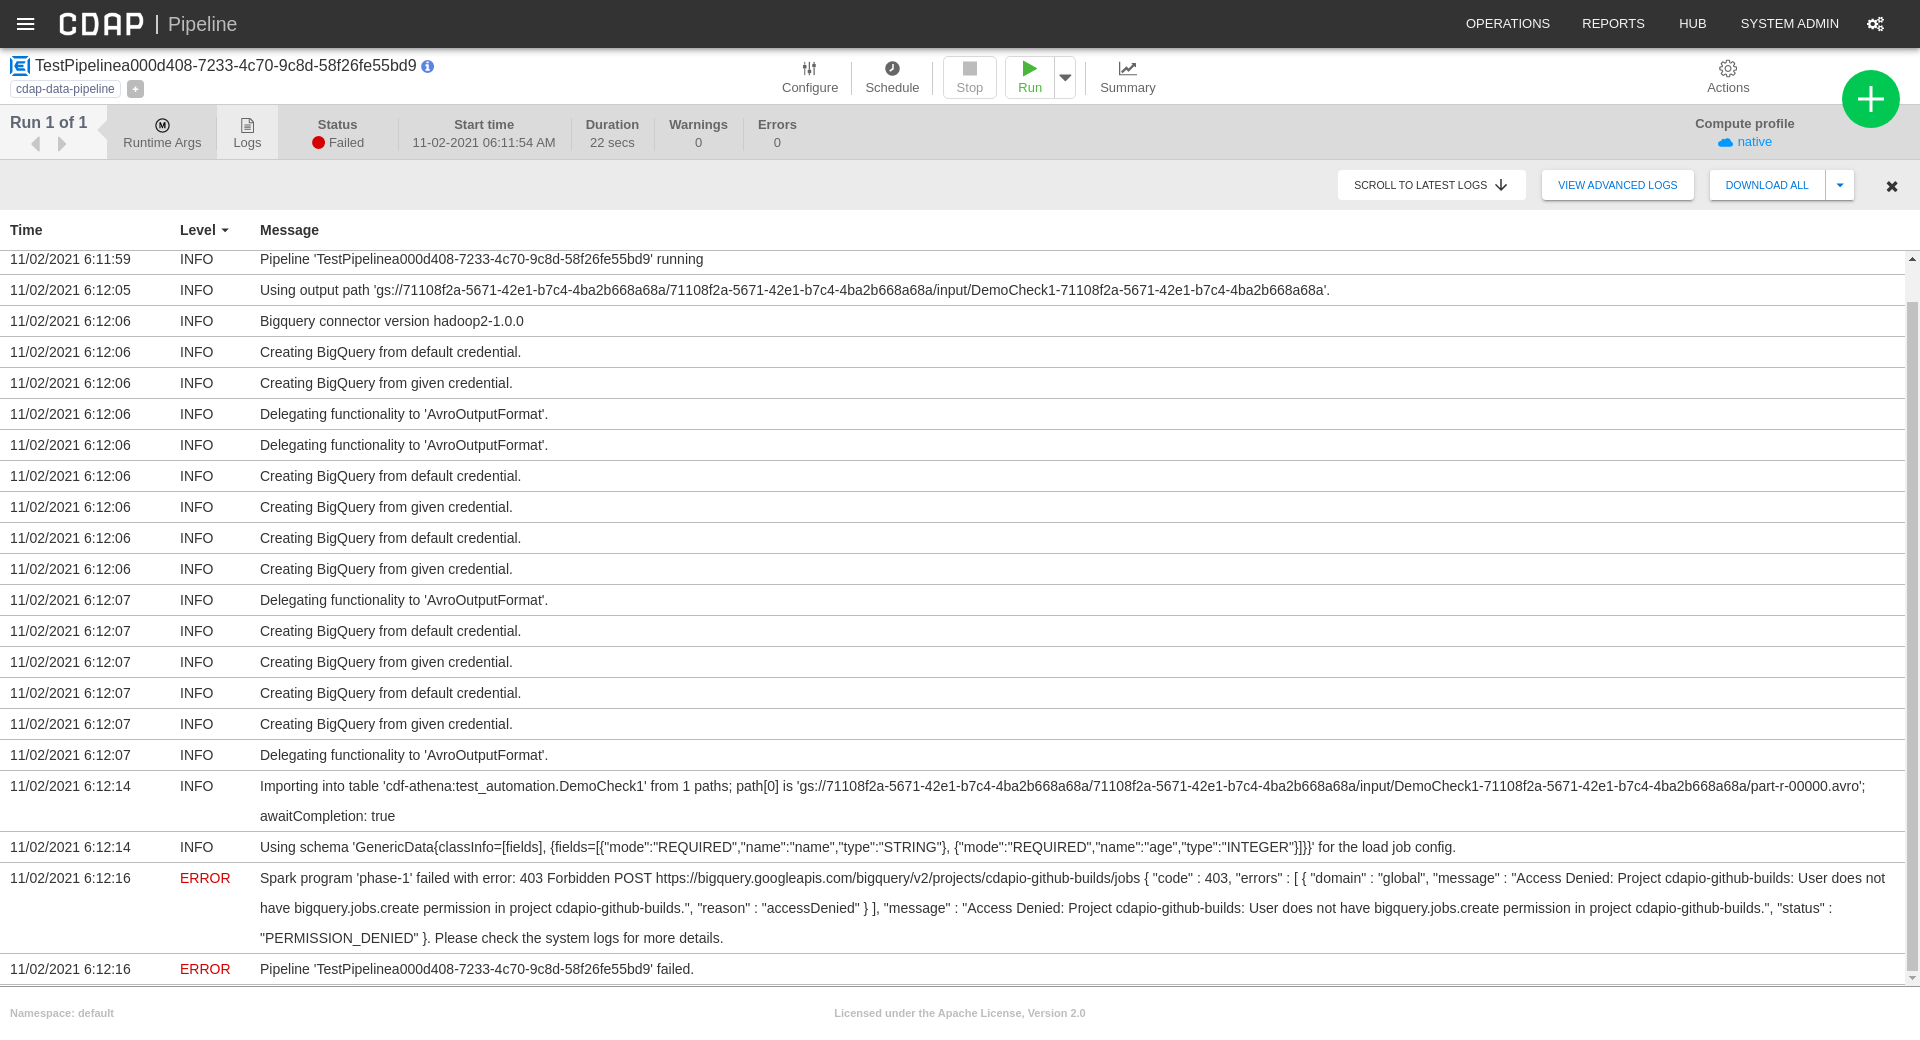 CDAP | Pipeline OPERATIONS REPORTS HUB SYSTEM ADMIN
TestPipelinea000d408-7233-4c70-9c8d-58f26fe55bd9
cdap-data-pipeline +
Configure Schedule Stop Run Summary Actions
Run 1 of 1
Runtime Args Logs
Status Start time Duration Warnings Errors Compute profile
Failed 11-02-2021 06:11:54 AM 22 secs 0 0 native
SCROLL TO LATEST LOGS VIEW ADVANCED LOGS DOWNLOAD ALL
Time Level Message
11/02/2021 6:11:59 INFO Pipeline 'TestPipelinea000d408-7233-4c70-9c8d-58f26fe55bd9' running
11/02/2021 6:12:05 INFO Using output path 'gs://71108f2a-5671-42e1-b7c4-4ba2b668a68a/71108f2a-5671-42e1-b7c4-4ba2b668a68a/input/DemoCheck1-71108f2a-5671-42e1-b7c4-4ba2b668a68a'.
11/02/2021 6:12:06 INFO Bigquery connector version hadoop2-1.0.0
11/02/2021 6:12:06 INFO Creating BigQuery from default credential.
11/02/2021 6:12:06 INFO Creating BigQuery from given credential.
11/02/2021 6:12:06 INFO Delegating functionality to 'AvroOutputFormat'.
11/02/2021 6:12:06 INFO Delegating functionality to 'AvroOutputFormat'.
11/02/2021 6:12:06 INFO Creating BigQuery from default credential.
11/02/2021 6:12:06 INFO Creating BigQuery from given credential.
11/02/2021 6:12:06 INFO Creating BigQuery from default credential.
11/02/2021 6:12:06 INFO Creating BigQuery from given credential.
11/02/2021 6:12:07 INFO Delegating functionality to 'AvroOutputFormat'.
11/02/2021 6:12:07 INFO Creating BigQuery from default credential.
11/02/2021 6:12:07 INFO Creating BigQuery from given credential.
11/02/2021 6:12:07 INFO Creating BigQuery from default credential.
11/02/2021 6:12:07 INFO Creating BigQuery from given credential.
11/02/2021 6:12:07 INFO Delegating functionality to 'AvroOutputFormat'.
11/02/2021 6:12:14 INFO Importing into table 'cdf-athena:test_automation.DemoCheck1' from 1 paths; path[0] is 'gs://71108f2a-5671-42e1-b7c4-4ba2b668a68a/71108f2a-5671-42e1-b7c4-4ba2b668a68a/input/DemoCheck1-71108f2a-5671-42e1-b7c4-4ba2b668a68a/part-r-00000.avro';
awaitCompletion: true
11/02/2021 6:12:14 INFO Using schema 'GenericData{classInfo=[fields], {fields=[{"mode":"REQUIRED","name":"name","type":"STRING"}, {"mode":"REQUIRED","name":"age","type":"INTEGER"}]}}' for the load job config.
11/02/2021 6:12:16 ERROR Spark program 'phase-1' failed with error: 403 Forbidden POST https://bigquery.googleapis.com/bigquery/v2/projects/cdapio-github-builds/jobs { "code" : 403, "errors" : [ { "domain" : "global", "message" : "Access Denied: Project cdapio-github-builds: User does not
have bigquery.jobs.create permission in project cdapio-github-builds.", "reason" : "accessDenied" } ], "message" : "Access Denied: Project cdapio-github-builds: User does not have bigquery.jobs.create permission in project cdapio-github-builds.", "status" :
"PERMISSION_DENIED" }. Please check the system logs for more details.
11/02/2021 6:12:16 ERROR Pipeline 'TestPipelinea000d408-7233-4c70-9c8d-58f26fe55bd9' failed.
Namespace: default Licensed under the Apache License, Version 2.0